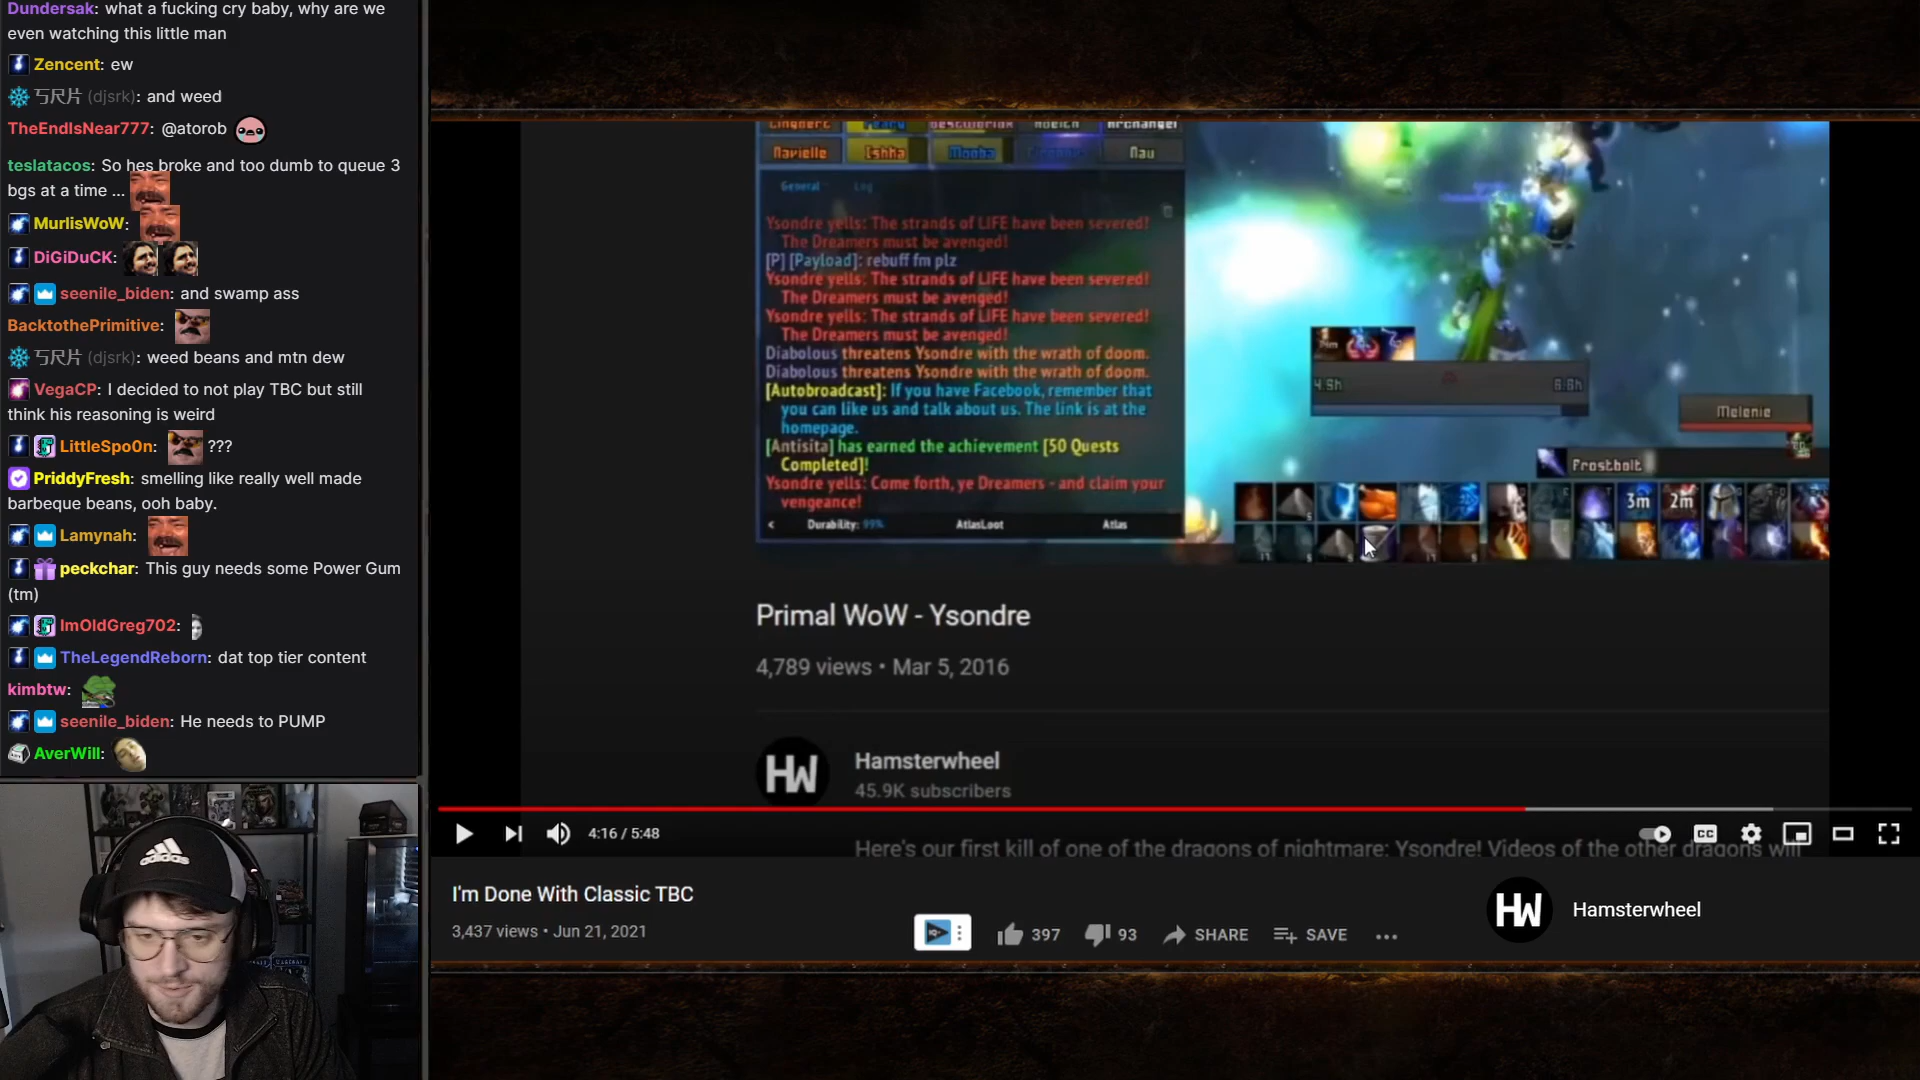 Dundersak: what a fucking cry baby, why are we
even watching this little man
Zencent: ew
丂尺片 (djsrk): and weed
TheEndIsNear777: @atorob
teslatacos: So hes broke and too dumb to queue 3
bgs at a time ...
MurlisWoW:
DiGiDuCK:
seenile_biden: and swamp ass
BacktothePrimitive:
丂尺片 (djsrk): weed beans and mtn dew
VegaCP: I decided to not play TBC but still
think his reasoning is weird
LittleSpo0n: ???
PriddyFresh: smelling like really well made
barbeque beans, ooh baby.
Lamynah:
peckchar: This guy needs some Power Gum
(tm)
ImOldGreg702:
TheLegendReborn: dat top tier content
kimbtw:
seenile_biden: He needs to PUMP
AverWill:
adidas
Archangel
Navielle Ishka Mooba Nau
General Log
Ysondre yells: The strands of LIFE have been severed!
The Dreamers must be avenged!
[P] [Payload]: rebuff fm plz
Ysondre yells: The strands of LIFE have been severed!
The Dreamers must be avenged!
Ysondre yells: The strands of LIFE have been severed!
The Dreamers must be avenged!
Diabolous threatens Ysondre with the wrath of doom.
Diabolous threatens Ysondre with the wrath of doom.
[Autobroadcast]: If you have Facebook, remember that
you can like us and talk about us. The link is at the
homepage.
[Antisita] has earned the achievement [50 Quests
Completed]!
Ysondre yells: Come forth, ye Dreamers - and claim your
vengeance!
< Durability: 99% AtlasLoot Atlas
Melenie
Frostbolt
3m 2m
Primal WoW - Ysondre
4,789 views • Mar 5, 2016
HW
Hamsterwheel
45.9K subscribers
Here's our first kill of one of the dragons of nightmare: Ysondre! Videos of the other dragons will
4:16 / 5:48
CC
I'm Done With Classic TBC
3,437 views • Jun 21, 2021
397 93 SHARE SAVE ...
HW Hamsterwheel